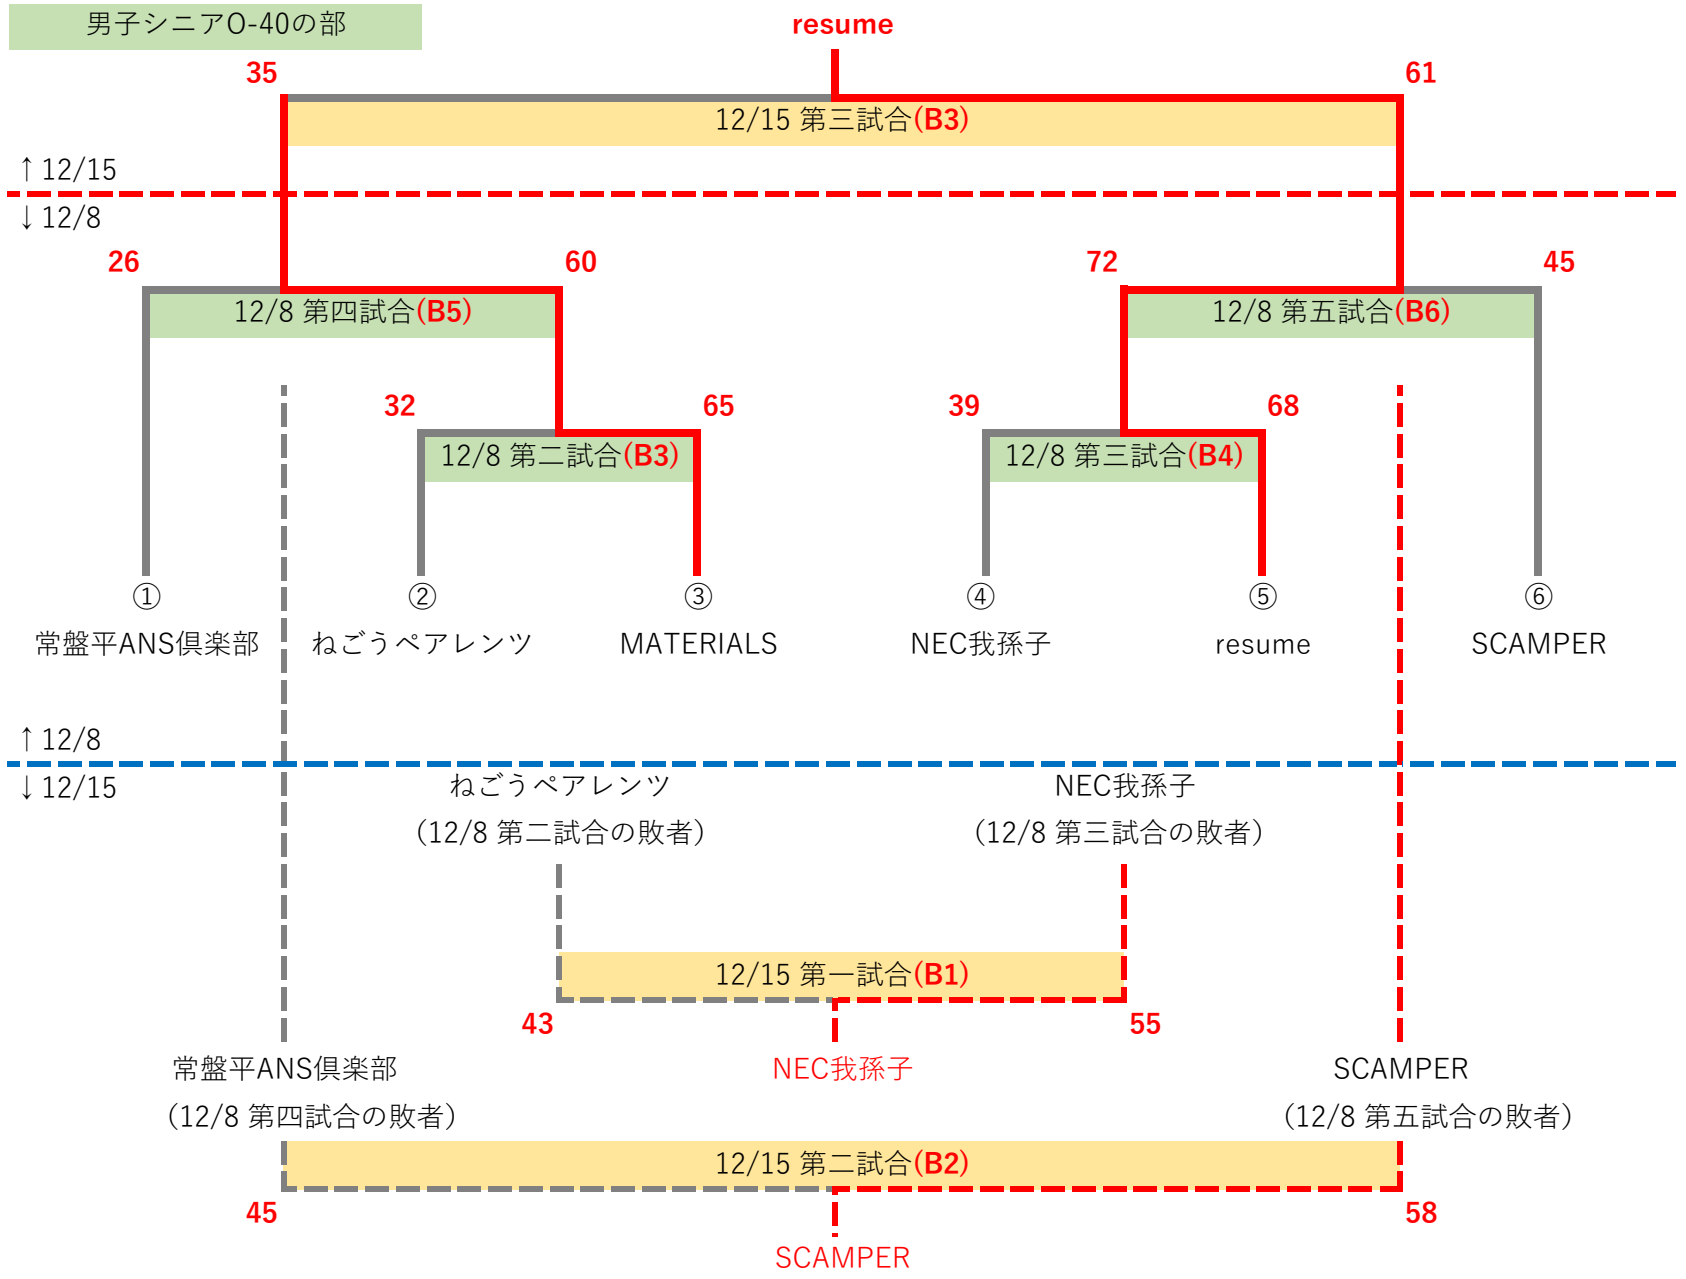 男子シニアO-40の部
resume
35
61
12/15 第三試合(B3)
↑ 12/15
↓ 12/8
26
60
72
45
12/8 第四試合(B5)
12/8 第五試合(B6)
32
65
39
68
12/8 第二試合(B3)
12/8 第三試合(B4)
①
②
③
④
⑤
⑥
常盤平ANS倶楽部
ねごうペアレンツ
MATERIALS
NEC我孫子
resume
SCAMPER
↑ 12/8
↓ 12/15
ねごうペアレンツ
（12/8 第二試合の敗者）
NEC我孫子
（12/8 第三試合の敗者）
12/15 第一試合(B1)
43
55
NEC我孫子
常盤平ANS倶楽部
（12/8 第四試合の敗者）
SCAMPER
（12/8 第五試合の敗者）
12/15 第二試合(B2)
45
58
SCAMPER